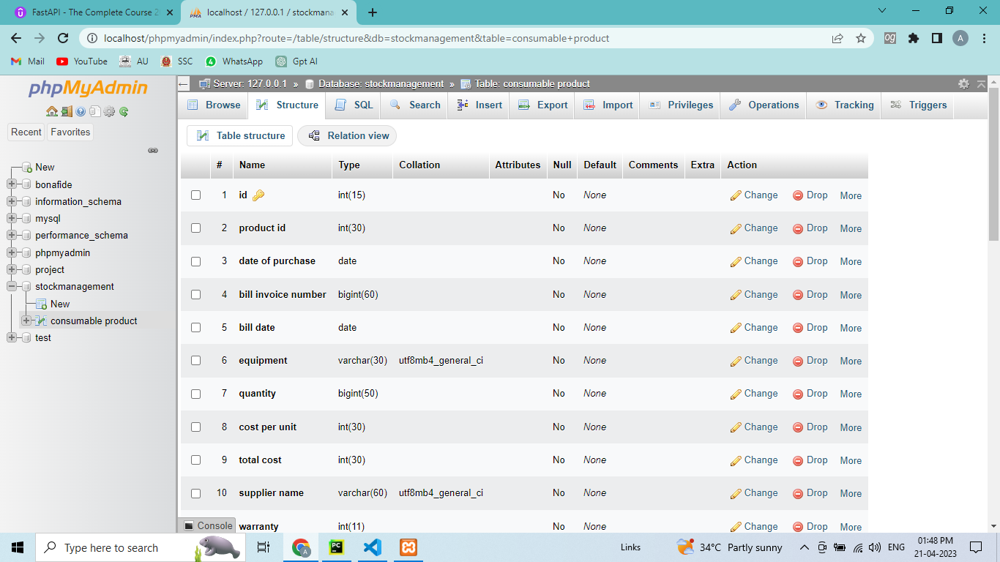 FastAPI - The Complete Course 2
localhost / 127.0.0.1 / stockmana
localhost/phpmyadmin/index.php?route=/table/structure&db=stockmanagement&table=consumable+product
A
Mail YouTube AU SSC 4 WhatsApp Gpt AI
phpMyAdmin
Recent Favorites
New
bonafide
information_schema
mysql
performance_schema
phpmyadmin
project
stockmanagement
New
consumable product
test
Server: 127.0.0.1 » Database: stockmanagement » Table: consumable product
Browse Structure SQL Search Insert Export Import Privileges Operations Tracking Triggers
Table structure Relation view
# Name Type Collation Attributes Null Default Comments Extra Action
1 id int(15) No None Change Drop More
2 product id int(30) No None Change Drop More
3 date of purchase date No None Change Drop More
4 bill invoice number bigint(60) No None Change Drop More
5 bill date date No None Change Drop More
6 equipment varchar(30) utf8mb4_general_ci No None Change Drop More
7 quantity bigint(50) No None Change Drop More
8 cost per unit int(30) No None Change Drop More
9 total cost int(30) No None Change Drop More
10 supplier name varchar(60) utf8mb4_general_ci No None Change Drop More
Console warranty int(11) No None Change Drop More
Type here to search
Links
34°C Partly sunny
ENG
01:48 PM
21-04-2023